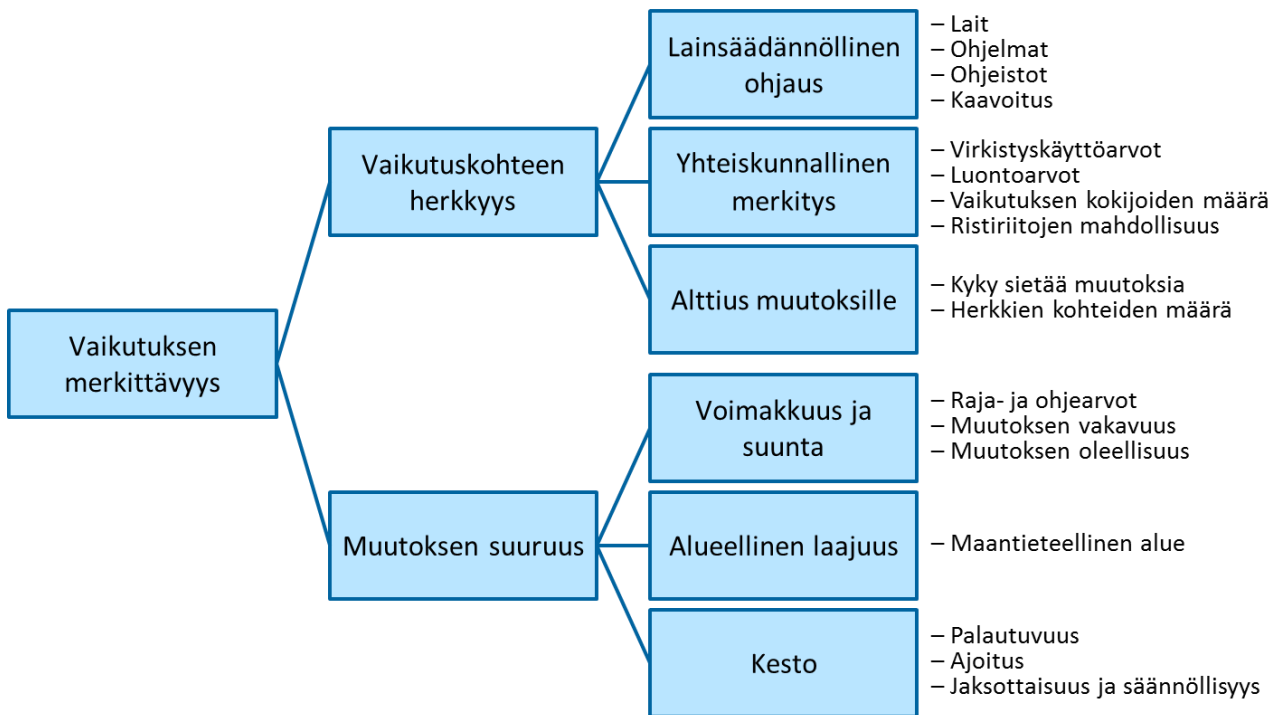 Lainsäädännöllinen
ohjaus
– Lait
– Ohjelmat
– Ohjeistot
– Kaavoitus
Vaikutuskohteen
herkkyys
Yhteiskunnallinen
merkitys
– Virkistyskäyttöarvot
– Luontoarvot
– Vaikutuksen kokijoiden määrä
– Ristiriitojen mahdollisuus
Alttius muutoksille
– Kyky sietää muutoksia
– Herkkien kohteiden määrä
Vaikutuksen
merkittävyys
Voimakkuus ja
suunta
– Raja- ja ohjearvot
– Muutoksen vakavuus
– Muutoksen oleellisuus
Muutoksen suuruus
Alueellinen laajuus
– Maantieteellinen alue
Kesto
– Palautuvuus
– Ajoitus
– Jaksottaisuus ja säännöllisyys